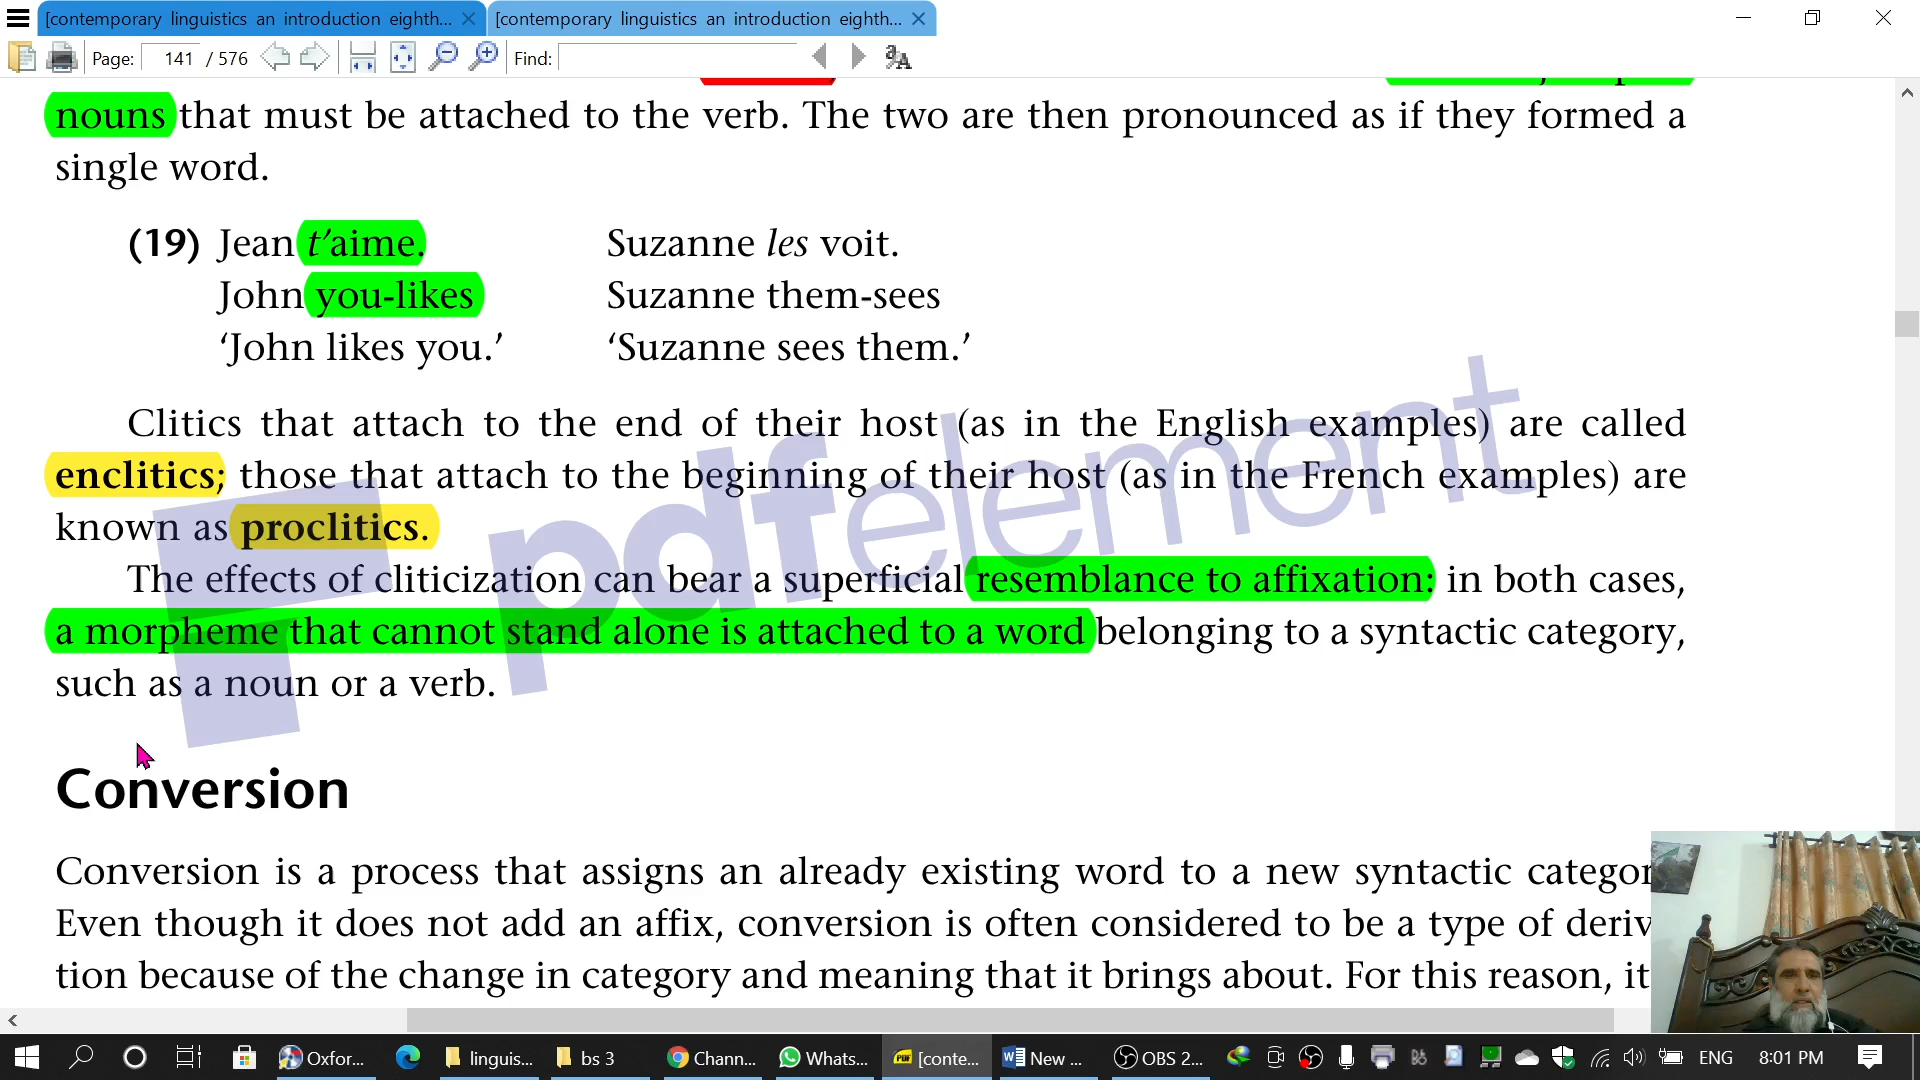 [contemporary linguistics an introduction eighth... [contemporary linguistics an introduction eighth...
Page: 141 / 576 Find:
nouns that must be attached to the verb. The two are then pronounced as if they formed a
single word.
(19) Jean t’aime. Suzanne les voit.
John you-likes Suzanne them-sees
‘John likes you.’ ‘Suzanne sees them.’
Clitics that attach to the end of their host (as in the English examples) are called
enclitics; those that attach to the beginning of their host (as in the French examples) are
known as proclitics.
pdfelement
The effects of cliticization can bear a superficial resemblance to affixation: in both cases,
a morpheme that cannot stand alone is attached to a word belonging to a syntactic category,
such as a noun or a verb.
Conversion
Conversion is a process that assigns an already existing word to a new syntactic categor
Even though it does not add an affix, conversion is often considered to be a type of deriv
tion because of the change in category and meaning that it brings about. For this reason, it
Oxfor... linguis... bs 3 Chann... Whats... [conte... New ... OBS 2... ENG 8:01 PM